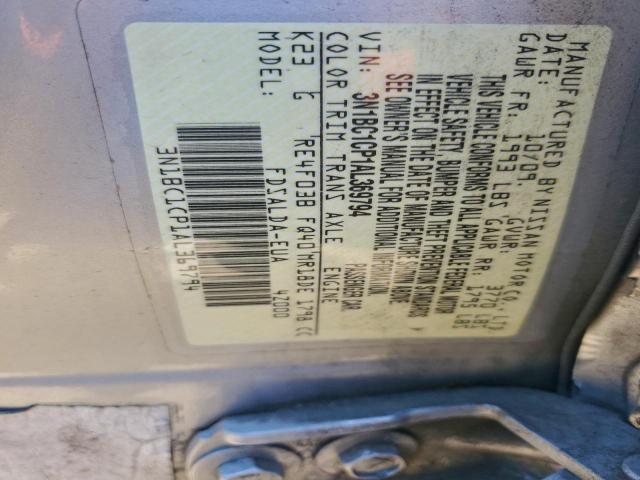 MANUFACTURED BY NISSAN MOTOR CO., LTD
DATE: 10/09, GVWR: 3770 LBS
GAWR FR: 1993 LBS GAWR RR: 1795 LBS
THIS VEHICLE CONFORMS TO ALL APPLICABLE FEDERAL MOTOR
VEHICLE SAFETY, BUMPER AND THEFT PREVENTION STANDARDS
IN EFFECT ON THE DATE OF MANUFACTURE SHOWN ABOVE.
SEE OWNER'S MANUAL FOR ADDITIONAL INFORMATION.
VIN: 3N1BC1CP1AL369794 PASSENGER CAR
COLOR TRIM TRANS AXLE ENGINE
K23 G RE4F03B FQ40 MR18DE 1798 CC
MODEL: FDSALDA-EUA 4Z000
3N1BC1CP1AL369794